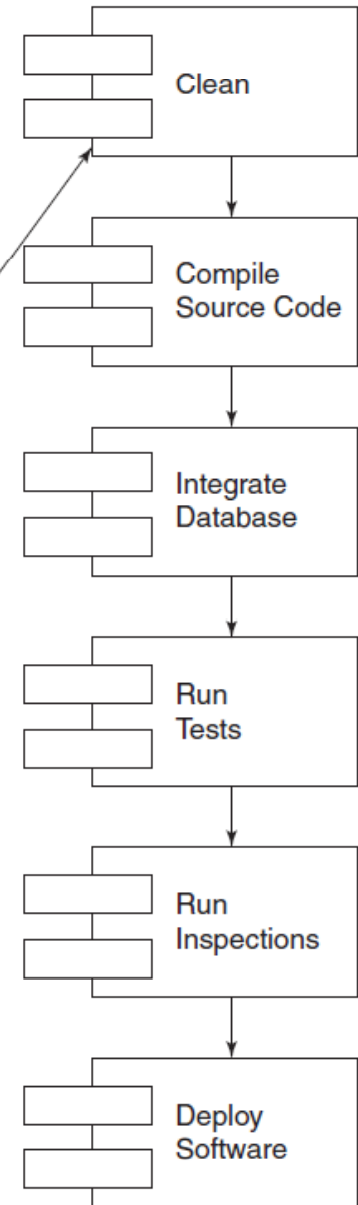 Clean
Compile
Source Code
Integrate
Database
Run
Tests
Run
Inspections
Deploy
Software